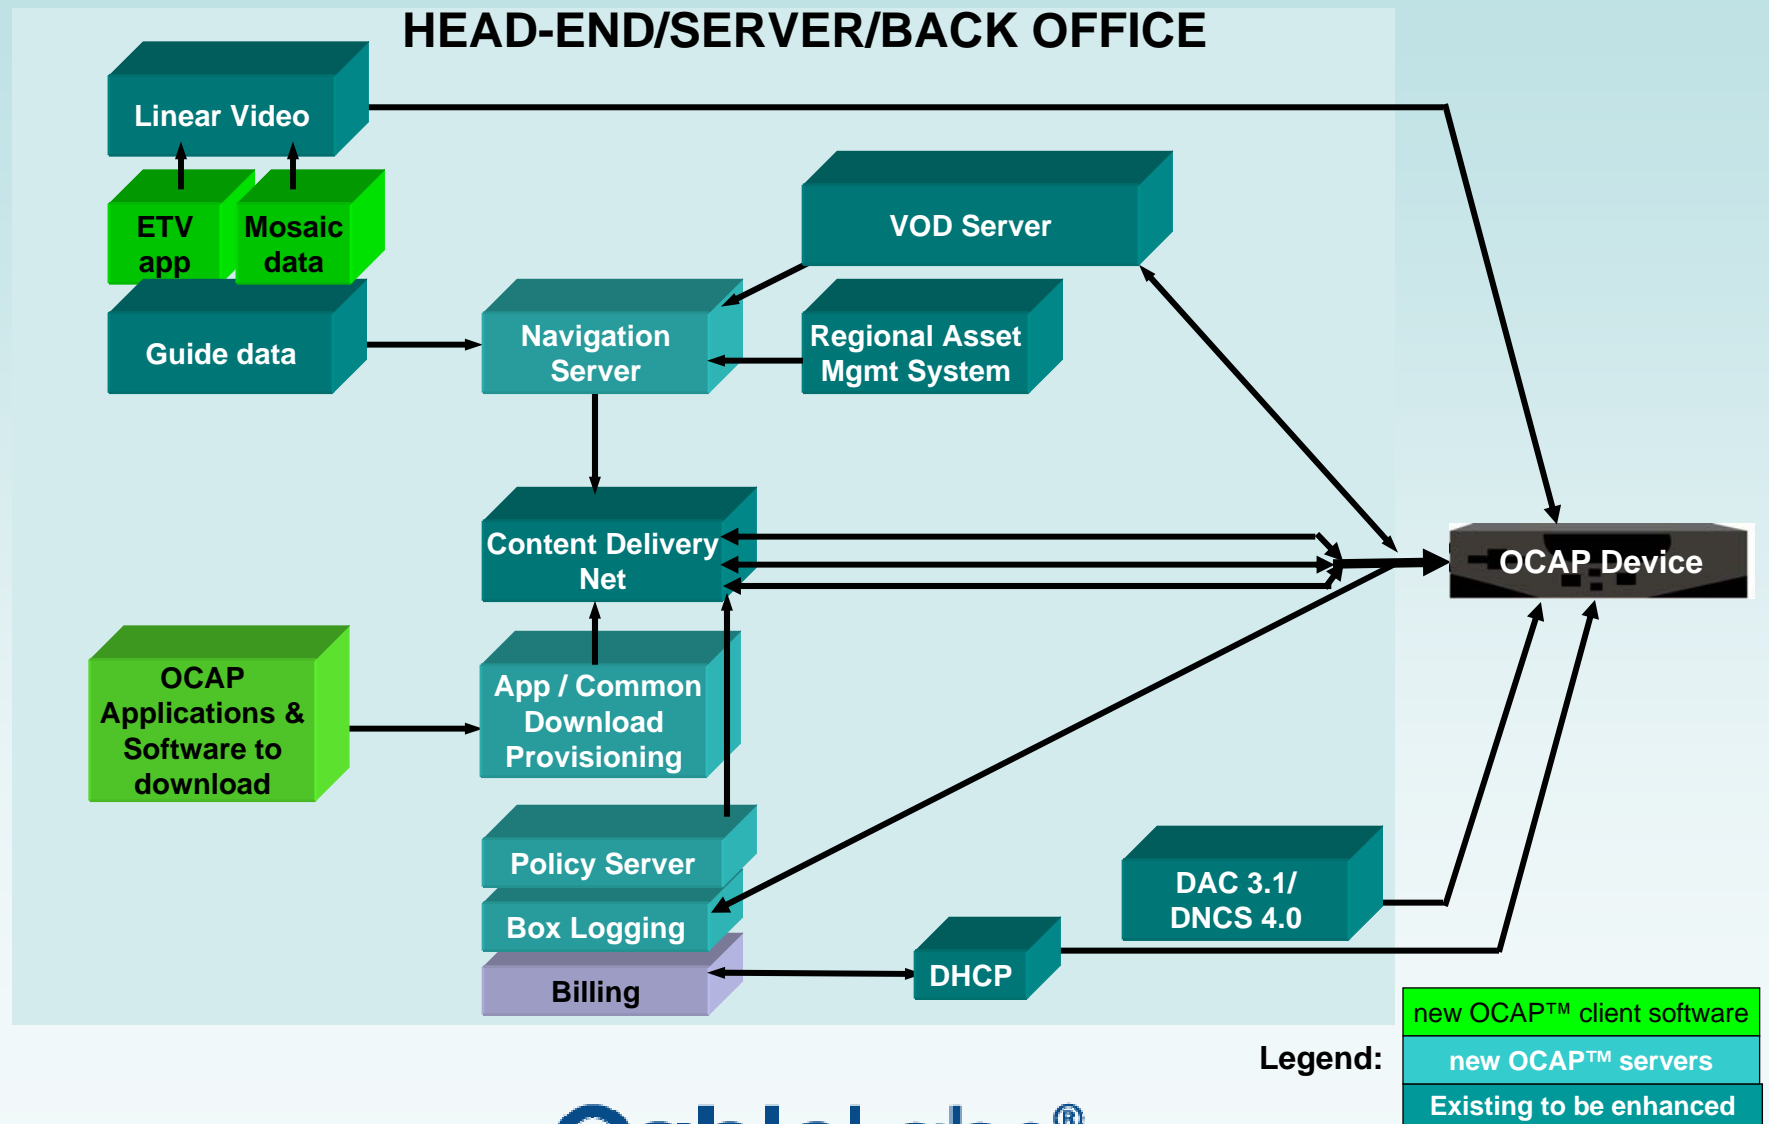 HEAD-END/SERVER/BACK OFFICE
Linear Video
ETV
app
Mosaic
data
VOD Server
Guide data
Navigation
Server
Regional Asset
Mgmt System
Content Delivery
Net
OCAP Device
OCAP
Applications &
Software to
download
App / Common
Download
Provisioning
Policy Server
Box Logging
Billing
DHCP
DAC 3.1/
DNCS 4.0
Legend:
new OCAP™ client software
new OCAP™ servers
Existing to be enhanced
CableLabs®